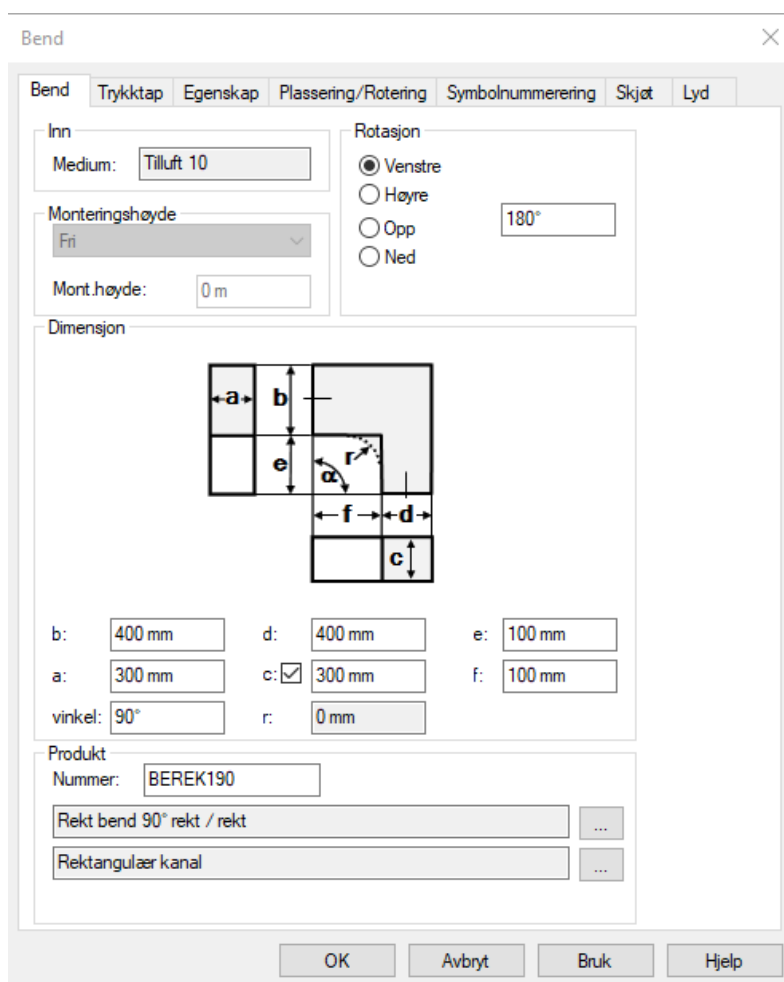 Bend
Bend Trykktap Egenskap Plassering/Rotering Symbolnummerering Skjøt Lyd
Inn
Medium: Tilluft 10
Rotasjon
Venstre
Høyre
Opp
Ned
180°
Monteringshøyde
Fri
Mont.høyde: 0 m
Dimensjon
a b
e α r
f d
c
b: 400 mm d: 400 mm e: 100 mm
a: 300 mm c: 300 mm f: 100 mm
vinkel: 90° r: 0 mm
Produkt
Nummer: BEREK190
Rekt bend 90° rekt / rekt ...
Rektangulær kanal ...
OK Avbryt Bruk Hjelp